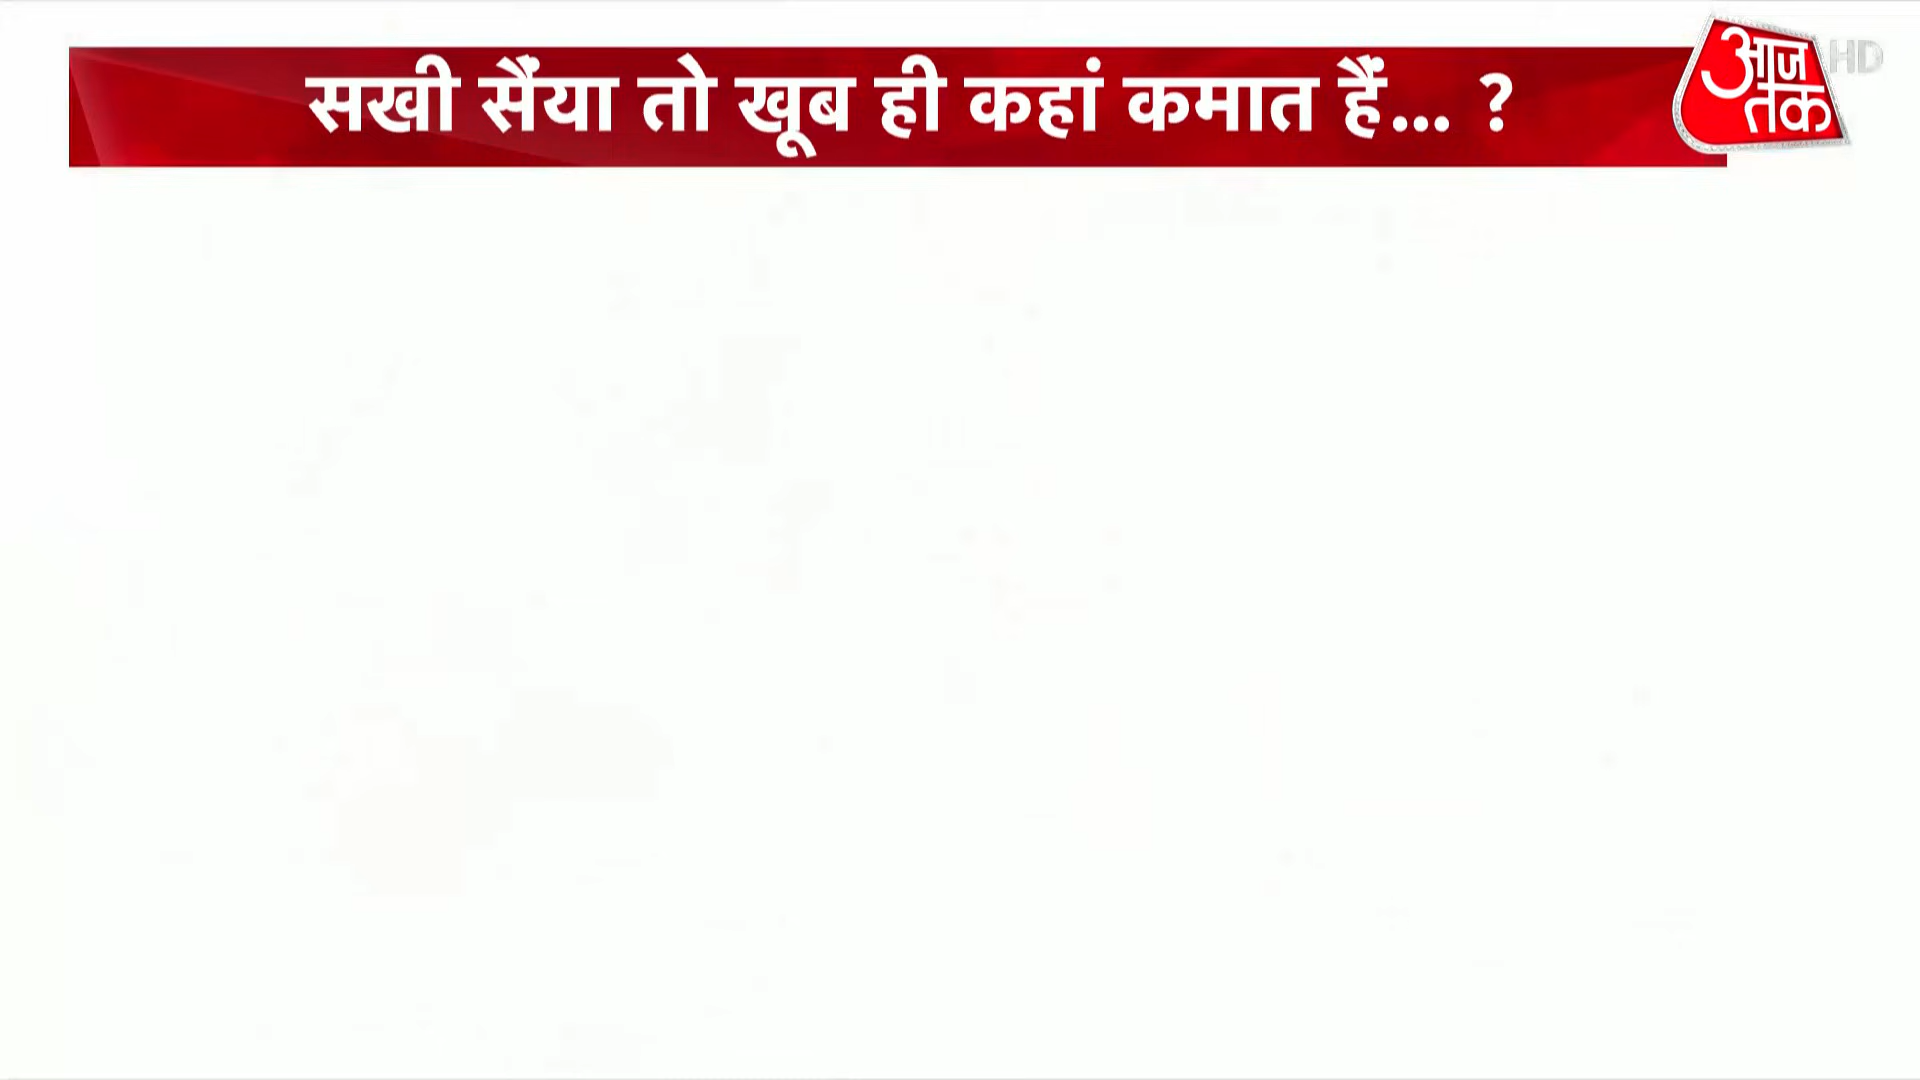 सखी सैंया तो खूब ही कहां कमात हैं... ?
आज तक HD